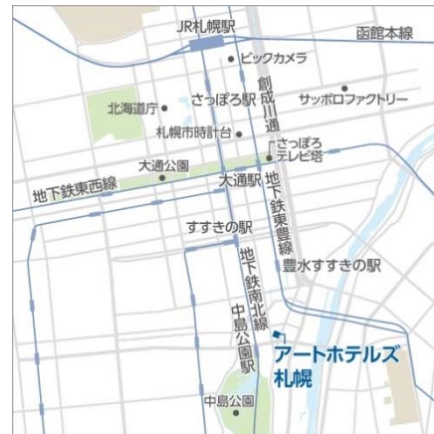 JR札幌駅
函館本線
ビックカメラ
創成川通
さっぽろ駅
サッポロファクトリー
北海道庁
札幌市時計台
さっぽろ
テレビ塔
大通公園
大通駅
地下鉄東西線
地下鉄東豊線
すすきの駅
豊水すすきの駅
地下鉄南北線
中島公園駅
アートホテルズ
札幌
中島公園